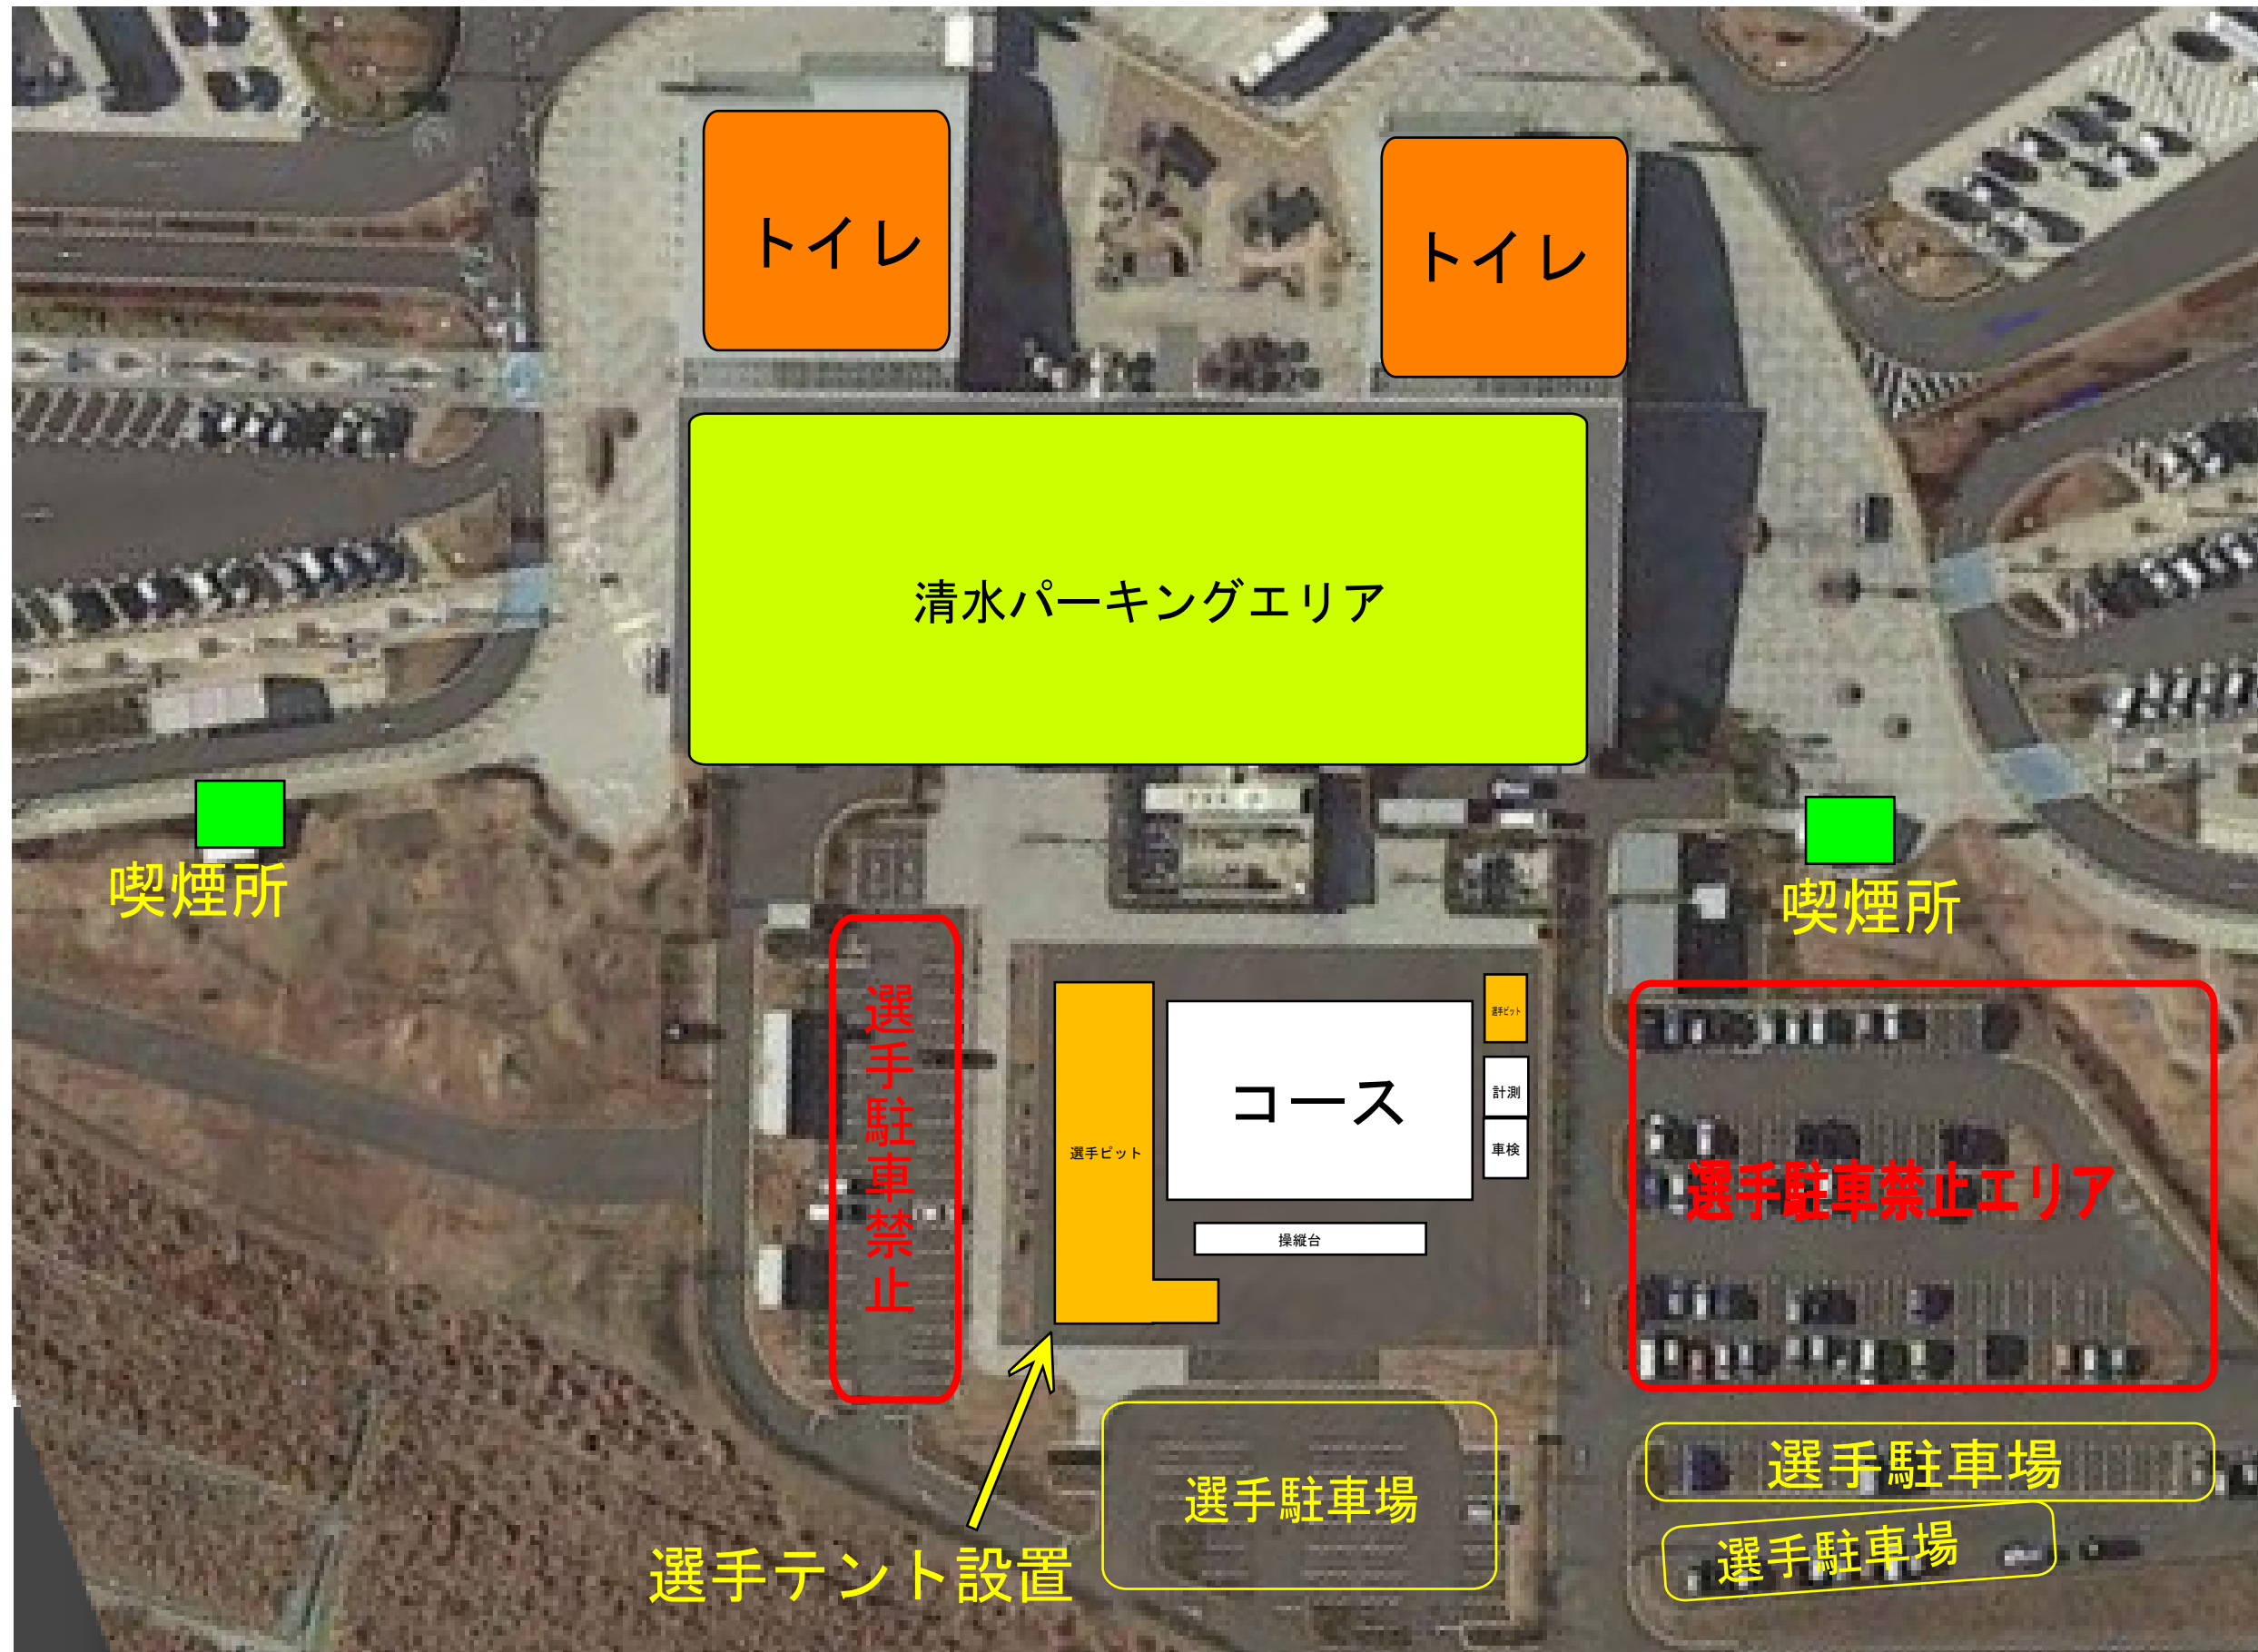 トイレ
トイレ
清水パーキングエリア
喫煙所
喫煙所
選手駐車禁止
選手ピット
コース
選手ピット
計測
車検
操縦台
選手駐車禁止エリア
選手テント設置
選手駐車場
選手駐車場
選手駐車場